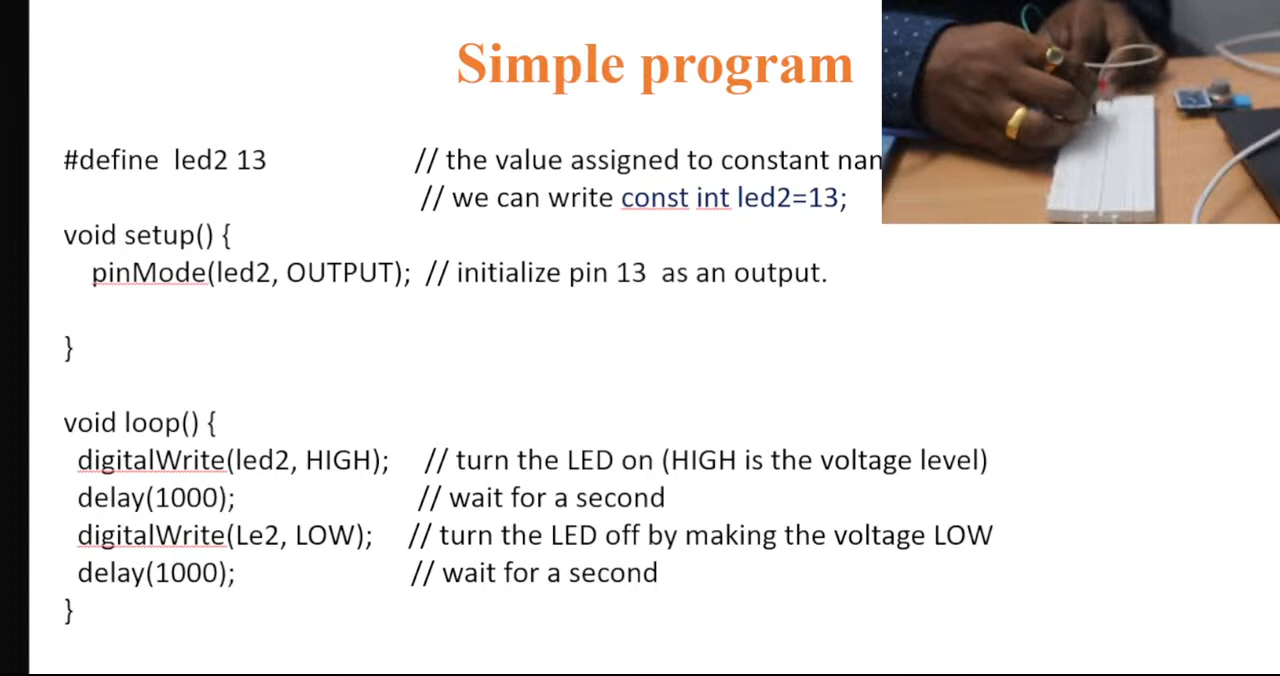 Simple program
#define led2 13 // the value assigned to constant
// we can write const int led2=13;
void setup() {
pinMode(led2, OUTPUT); // initialize pin 13 as an output.
}
void loop() {
digitalWrite(led2, HIGH); // turn the LED on (HIGH is the voltage level)
delay(1000); // wait for a second
digitalWrite(Le2, LOW); // turn the LED off by making the voltage LOW
delay(1000); // wait for a second
}